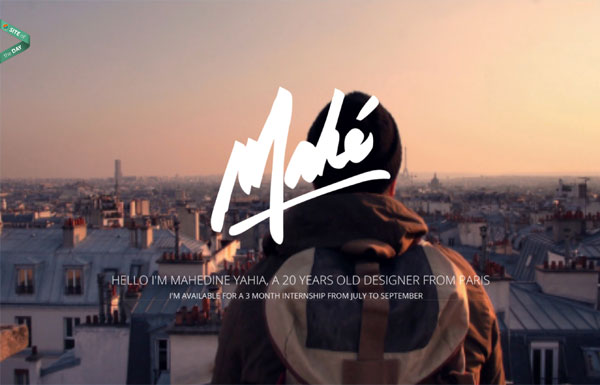 SITE of
the DAY
Mahé
HELLO I'M MAHEDINE YAHIA, A 20 YEARS OLD DESIGNER FROM PARIS
I'M AVAILABLE FOR A 3 MONTH INTERNSHIP FROM JULY TO SEPTEMBER